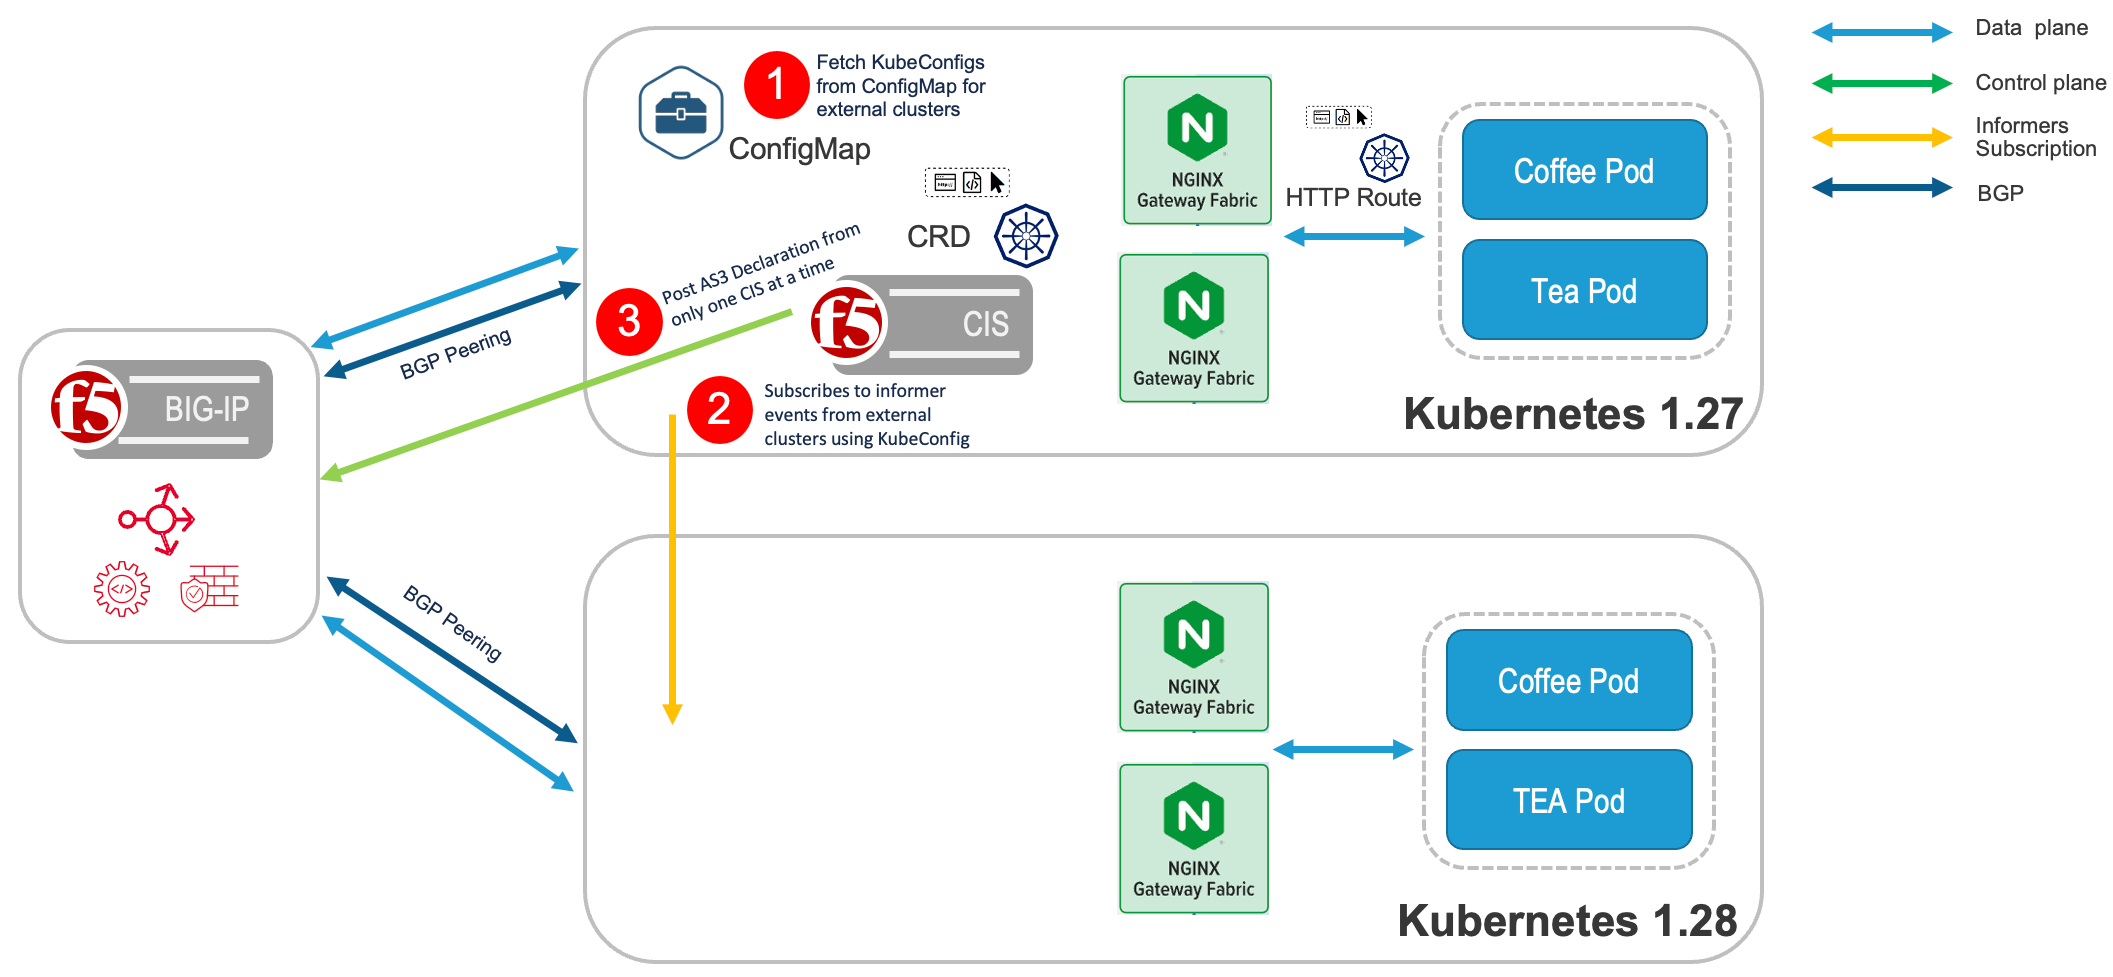 1
Fetch KubeConfigs
from ConfigMap for
external clusters
ConfigMap
CRD
3
Post AS3 Declaration from
only one CIS at a time
f5
CIS
2
Subscribes to informer
events from external
clusters using KubeConfig
N
NGINX
Gateway Fabric
N
NGINX
Gateway Fabric
HTTP Route
Coffee Pod
Tea Pod
Kubernetes 1.27
Data plane
Control plane
Informers
Subscription
BGP
BGP Peering
f5
BIG-IP
</>
BGP Peering
N
NGINX
Gateway Fabric
N
NGINX
Gateway Fabric
Coffee Pod
TEA Pod
Kubernetes 1.28